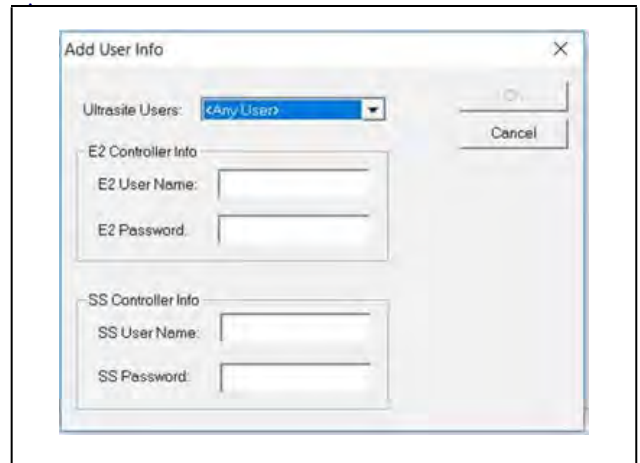 Add User Info
Ultrasite Users: <Any User>
Cancel
E2 Controller Info
E2 User Name:
E2 Password:
SS Controller Info
SS User Name:
SS Password: